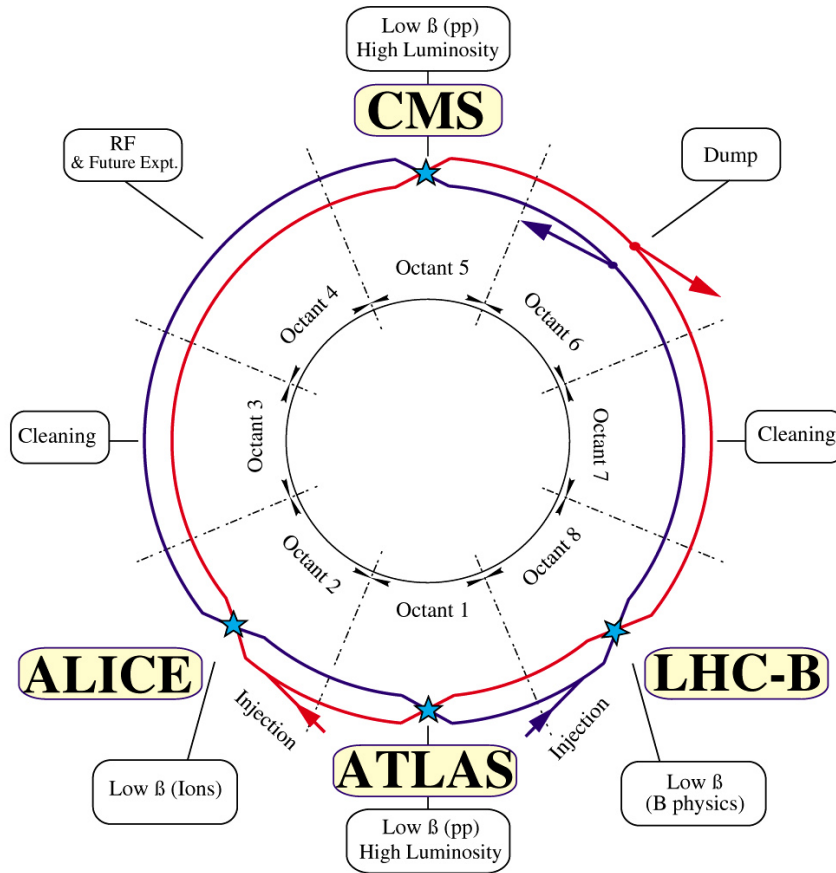 Low ß (pp)
High Luminosity
CMS
RF
& Future Expt.
Dump
Octant 5
Octant 4
Octant 6
Cleaning
Octant 3
Octant 7
Cleaning
Octant 2
Octant 8
Octant 1
ALICE
LHC-B
Injection
Injection
ATLAS
Low ß (Ions)
Low ß
(B physics)
Low ß (pp)
High Luminosity